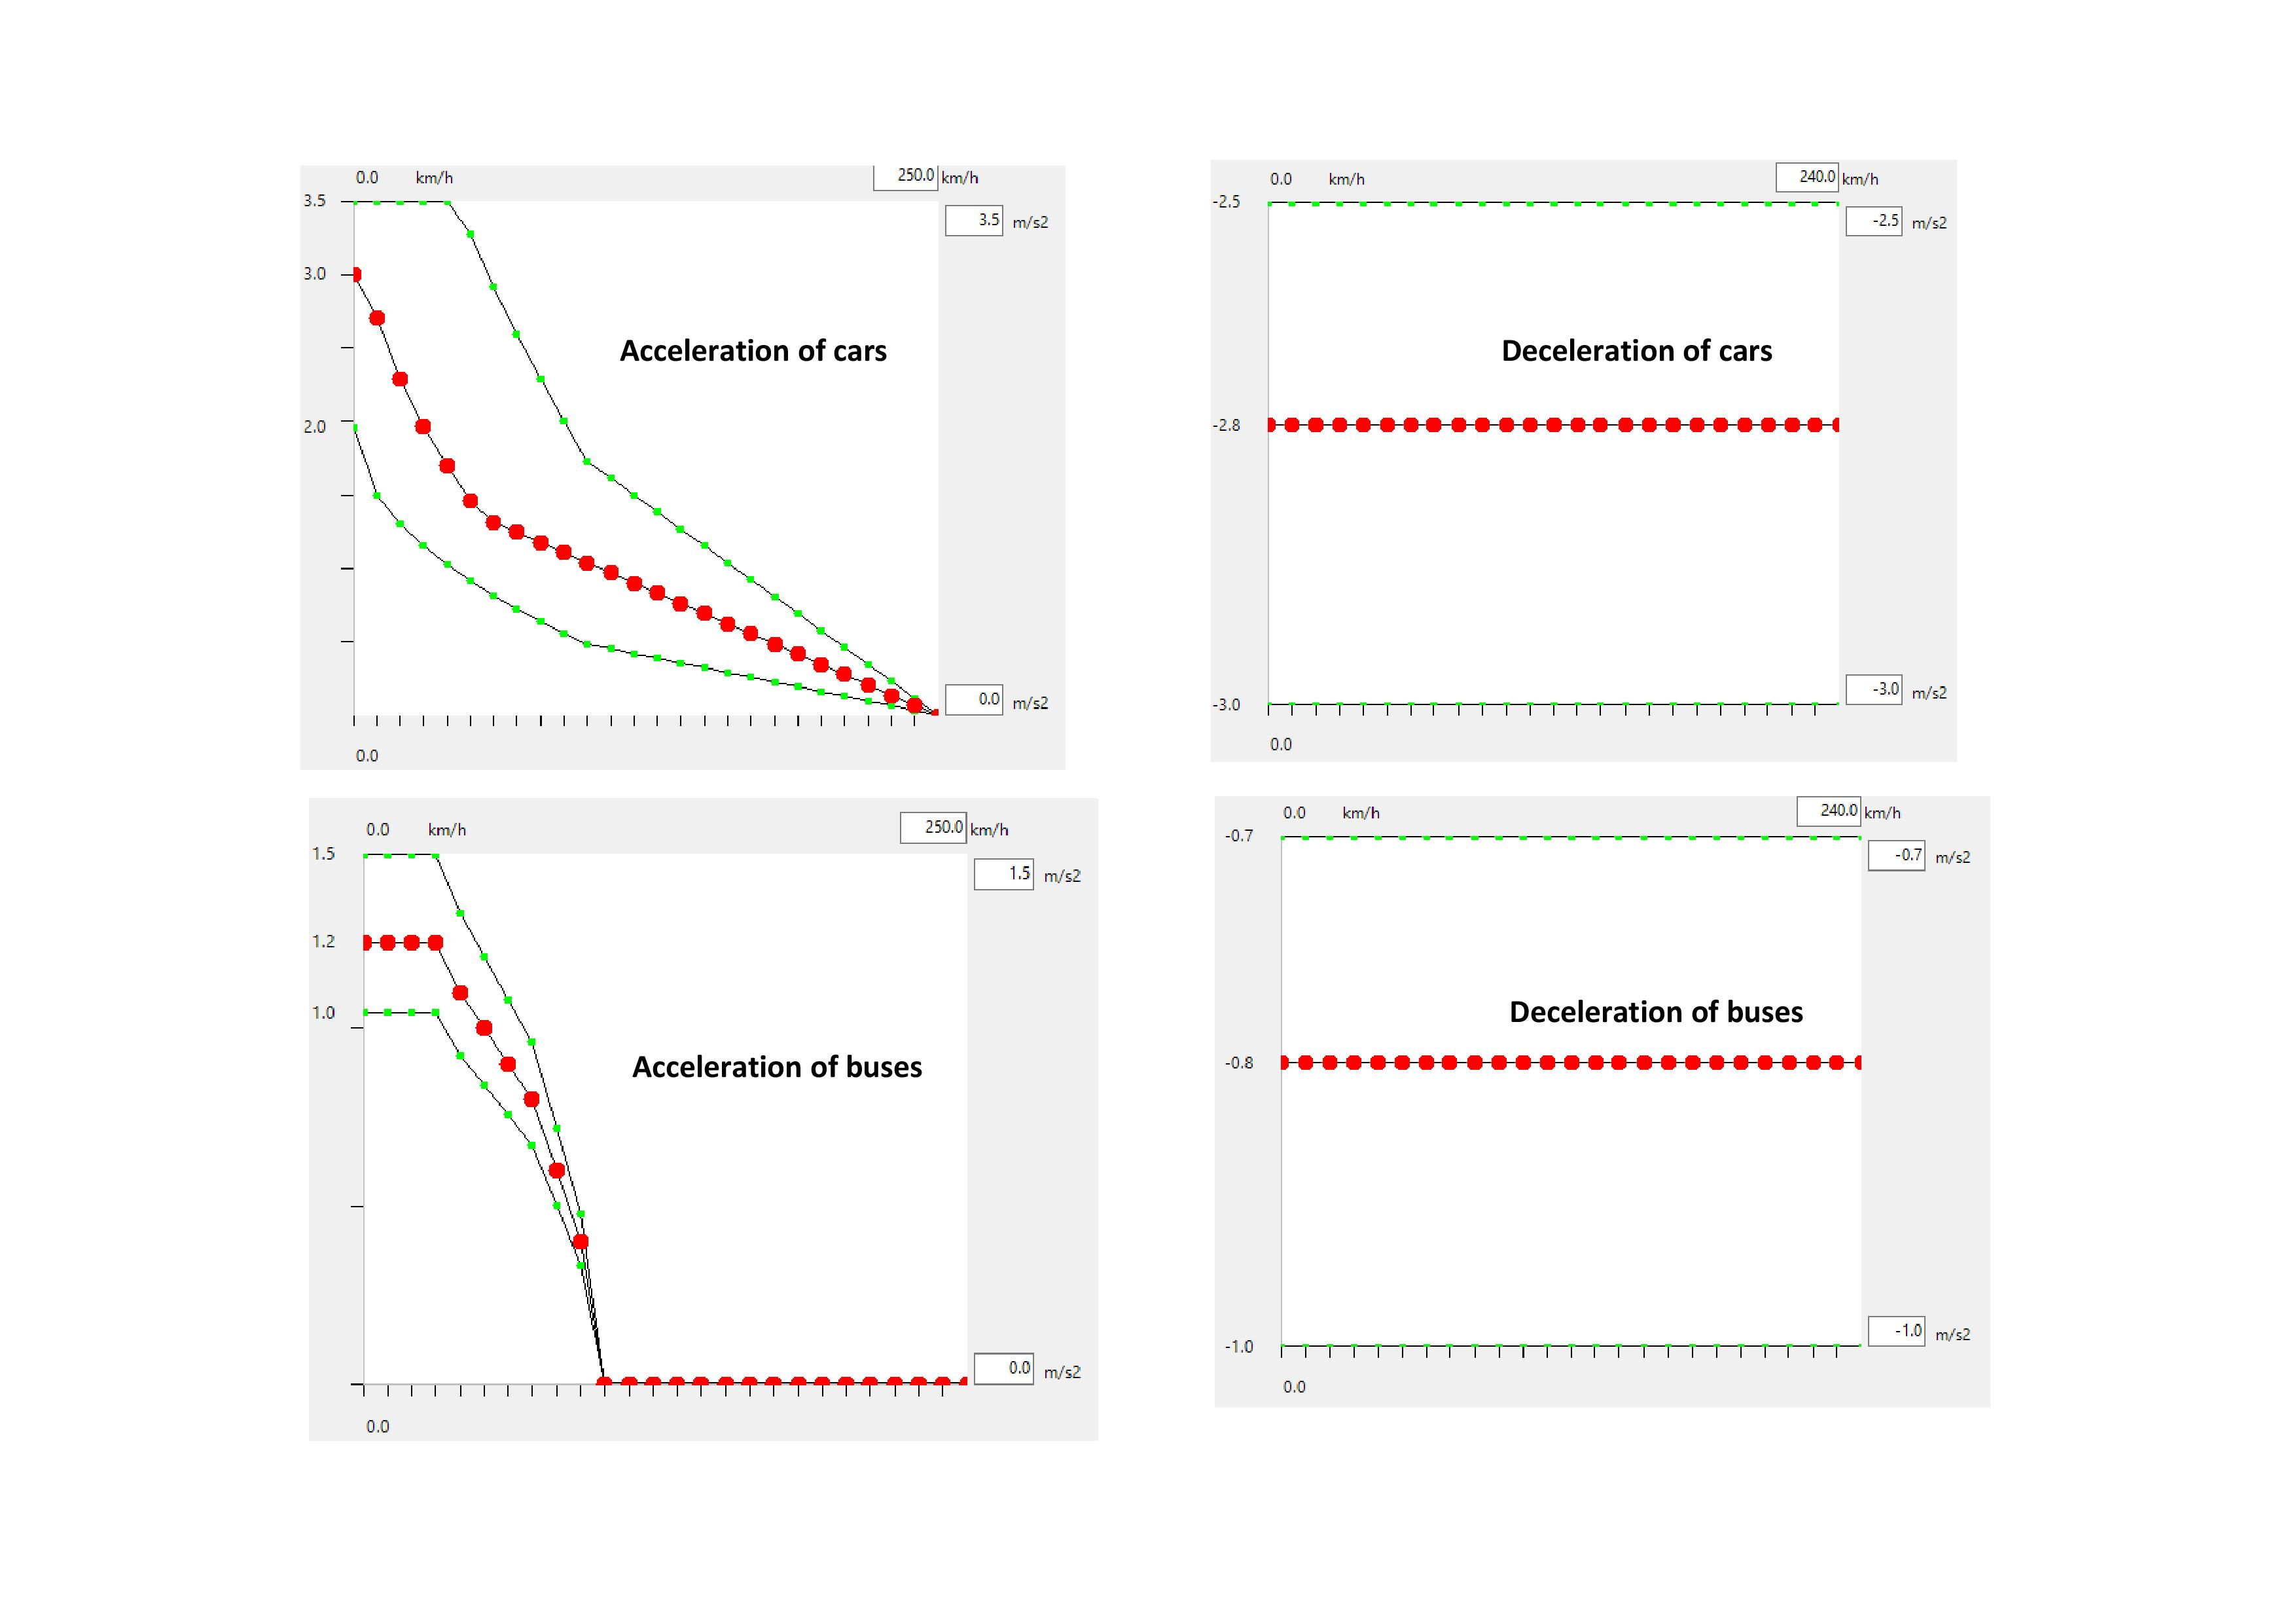 0.0 km/h 250.0 km/h
3.5
3.5 m/s2
3.0
Acceleration of cars
2.0
0.0 m/s2
0.0
0.0 km/h 240.0 km/h
-2.5
-2.5 m/s2
Deceleration of cars
-2.8
-3.0 m/s2
-3.0
0.0
0.0 km/h 250.0 km/h
1.5
1.5 m/s2
1.2
1.0
Acceleration of buses
0.0 m/s2
0.0
0.0 km/h 240.0 km/h
-0.7
-0.7 m/s2
Deceleration of buses
-0.8
-1.0 m/s2
-1.0
0.0